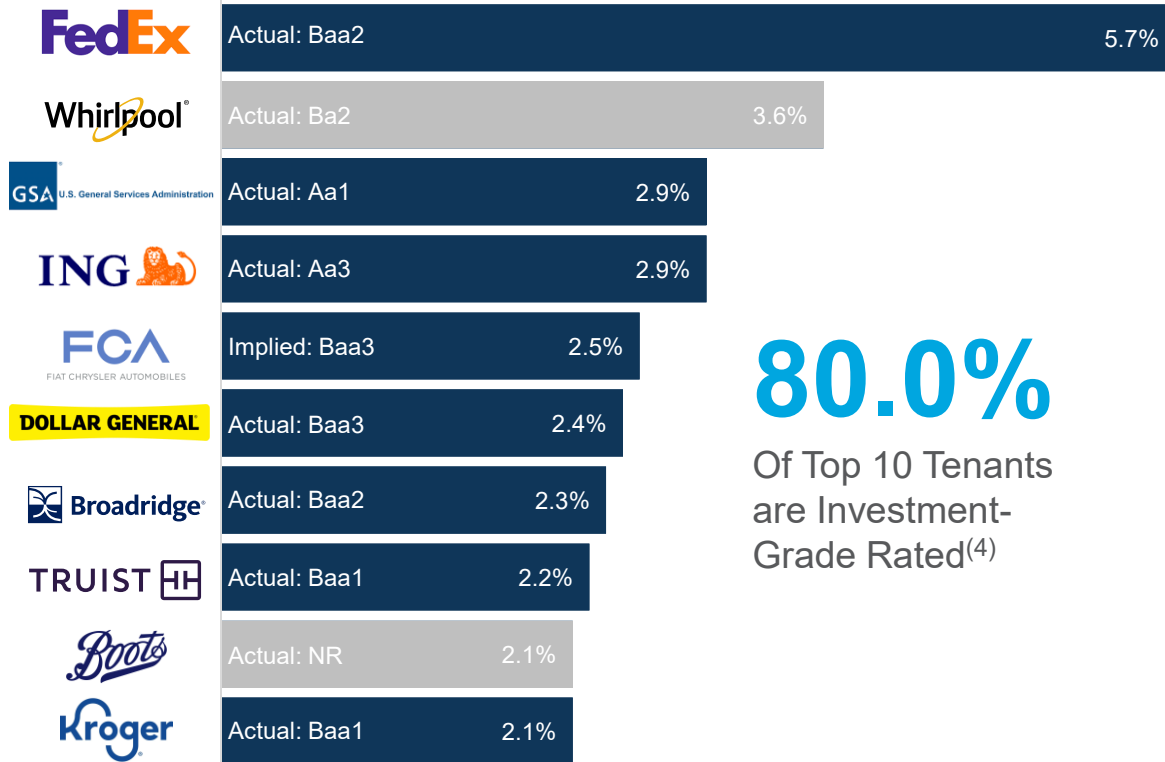 FedEx
Actual: Baa2
5.7%
Whirlpool®
Actual: Ba2
3.6%
GSA U.S. General Services Administration
Actual: Aa1
2.9%
ING
Actual: Aa3
2.9%
FCA
FIAT CHRYSLER AUTOMOBILES
Implied: Baa3
2.5%
DOLLAR GENERAL
Actual: Baa3
2.4%
Broadridge®
Actual: Baa2
2.3%
TRUIST
Actual: Baa1
2.2%
Boots
Actual: NR
2.1%
Kroger
Actual: Baa1
2.1%
80.0%
Of Top 10 Tenants
are Investment-
Grade Rated(4)